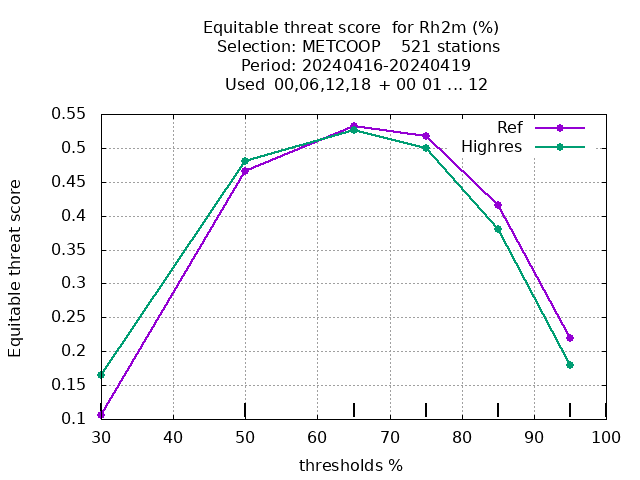 Equitable threat score  for Rh2m (%)
Selection: METCOOP    521 stations
Period: 20240416-20240419
Used  00,06,12,18 + 00 01 ... 12
Ref
Highres
0.55
0.5
0.45
0.4
0.35
0.3
0.25
0.2
0.15
0.1
Equitable threat score
30 40 50 60 70 80 90 100
thresholds %